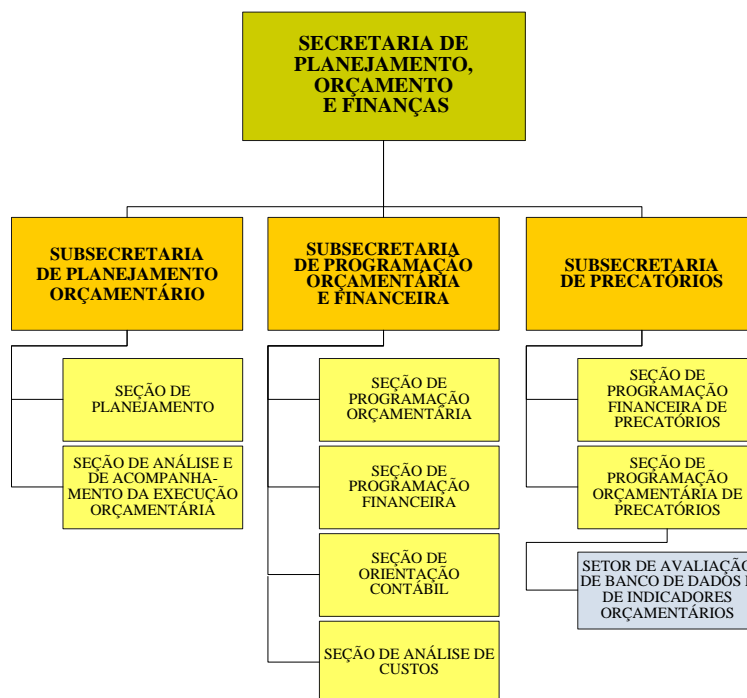 SECRETARIA DE
PLANEJAMENTO,
ORÇAMENTO
E FINANÇAS
SUBSECRETARIA
DE PLANEJAMENTO
ORÇAMENTÁRIO
SEÇÃO DE
PLANEJAMENTO
SEÇÃO DE ANÁLISE E
DE ACOMPANHA-
MENTO DA EXECUÇÃO
ORÇAMENTÁRIA
SUBSECRETARIA
DE PROGRAMAÇÃO
ORÇAMENTÁRIA
E FINANCEIRA
SEÇÃO DE
PROGRAMAÇÃO
ORÇAMENTÁRIA
SEÇÃO DE
PROGRAMAÇÃO
FINANCEIRA
SEÇÃO DE
ORIENTAÇÃO
CONTÁBIL
SEÇÃO DE ANÁLISE DE
CUSTOS
SUBSECRETARIA
DE PRECATÓRIOS
SEÇÃO DE
PROGRAMAÇÃO
FINANCEIRA DE
PRECATÓRIOS
SEÇÃO DE
PROGRAMAÇÃO
ORÇAMENTÁRIA DE
PRECATÓRIOS
SETOR DE AVALIAÇÃO
DE BANCO DE DADOS
DE INDICADORES
ORÇAMENTÁRIOS